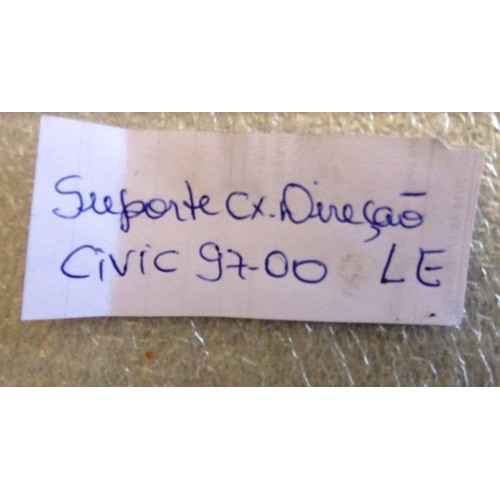 Suporte Cx. Direção
Civic 97-00 LE